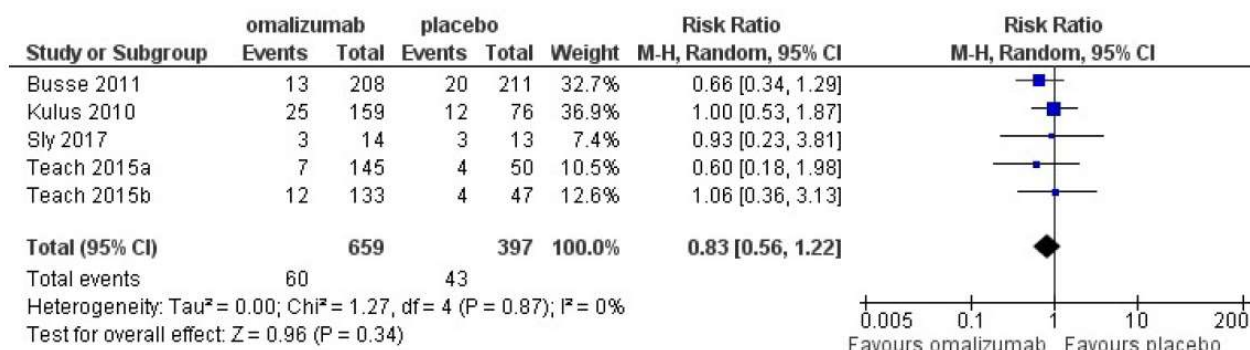 omalizumab placebo Risk Ratio Risk Ratio
Study or Subgroup Events Total Events Total Weight M-H, Random, 95% CI M-H, Random, 95% CI
Busse 2011 13 208 20 211 32.7% 0.66 [0.34, 1.29]
Kulus 2010 25 159 12 76 36.9% 1.00 [0.53, 1.87]
Sly 2017 3 14 3 13 7.4% 0.93 [0.23, 3.81]
Teach 2015a 7 145 4 50 10.5% 0.60 [0.18, 1.98]
Teach 2015b 12 133 4 47 12.6% 1.06 [0.36, 3.13]
Total (95% CI) 659 397 100.0% 0.83 [0.56, 1.22]
Total events 60 43
Heterogeneity: Tau² = 0.00; Chi² = 1.27, df = 4 (P = 0.87); I² = 0%
Test for overall effect: Z = 0.96 (P = 0.34)
0.005 0.1 1 10 200
Favours omalizumab Favours placebo